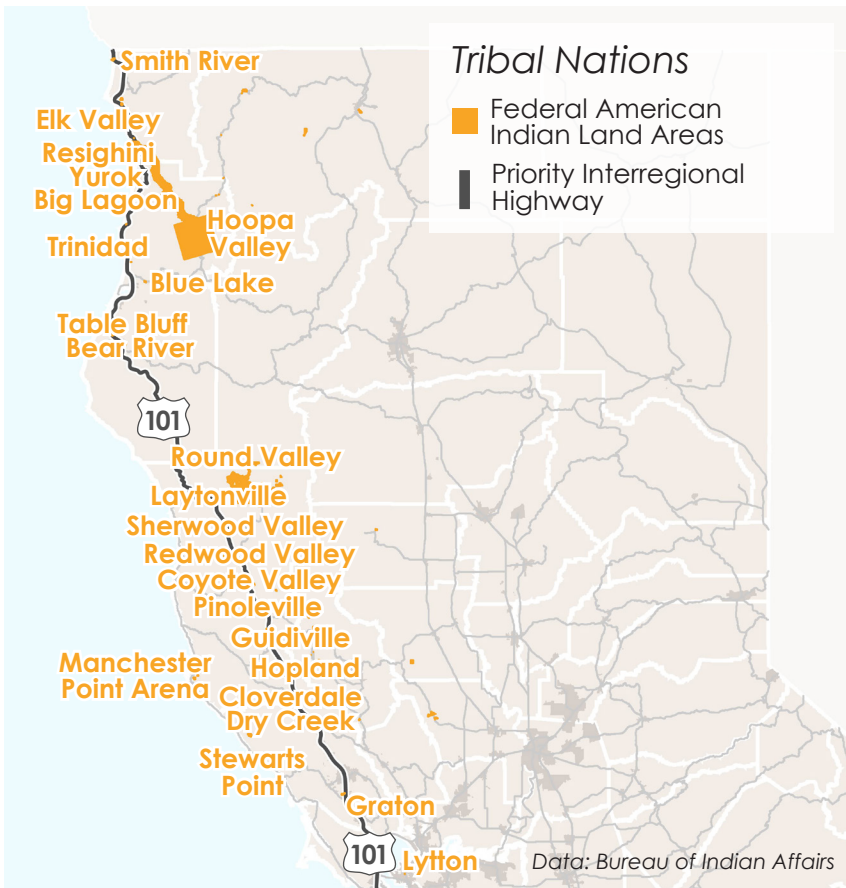 Tribal Nations
Federal American
Indian Land Areas
Priority Interregional
Highway
Smith River
Elk Valley
Resighini
Yurok
Big Lagoon
Hoopa
Valley
Trinidad
Blue Lake
Table Bluff
Bear River
101
Round Valley
Laytonville
Sherwood Valley
Redwood Valley
Coyote Valley
Pinoleville
Guidiville
Hopland
Manchester
Point Arena
Cloverdale
Dry Creek
Stewarts
Point
Graton
101
Lytton
Data: Bureau of Indian Affairs